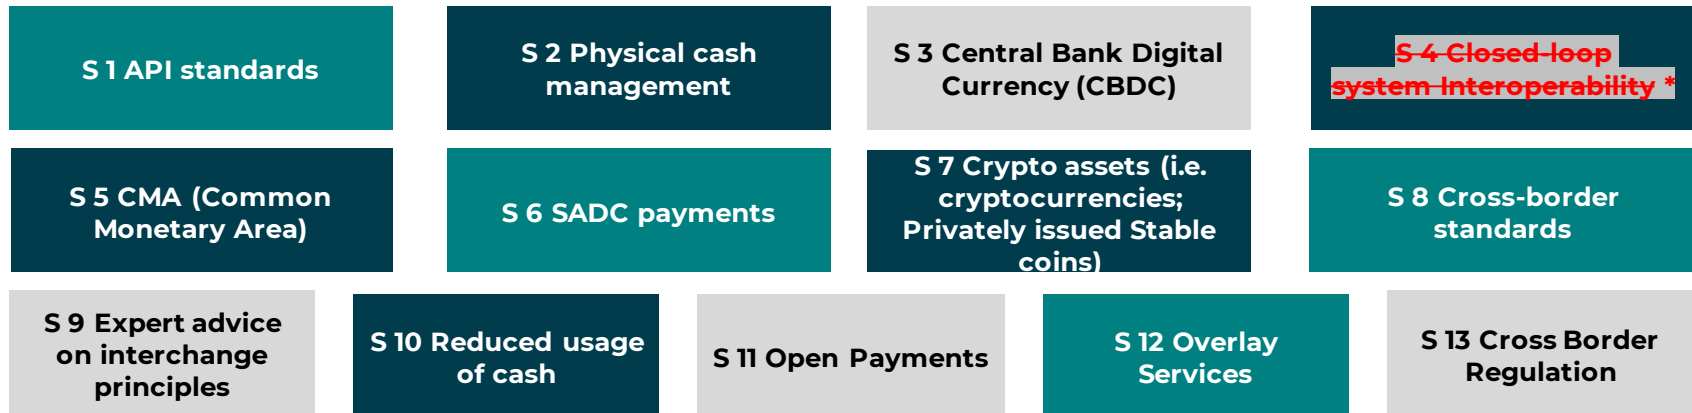 S 1 API standards
S 2 Physical cash
management
S 3 Central Bank Digital
Currency (CBDC)
S 4 Closed-loop
system Interoperability *
S 5 CMA (Common
Monetary Area)
S 6 SADC payments
S 7 Crypto assets (i.e.
cryptocurrencies;
Privately issued Stable
coins)
S 8 Cross-border
standards
S 9 Expert advice
on interchange
principles
S 10 Reduced usage
of cash
S 11 Open Payments
S 12 Overlay
Services
S 13 Cross Border
Regulation